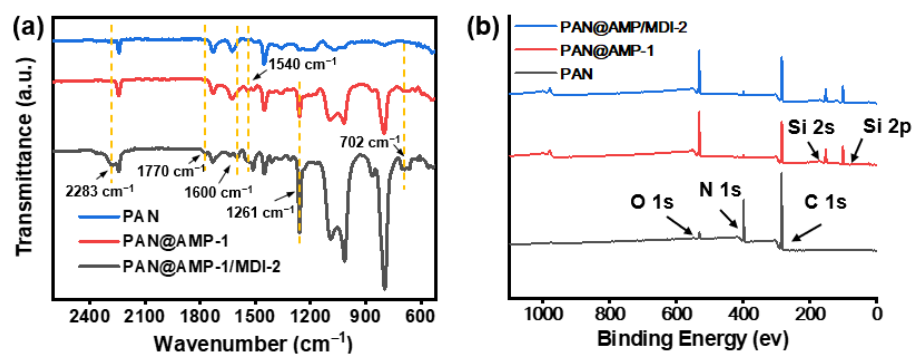 (a)
Transmittance (a.u.)
1540 cm⁻¹
702 cm⁻¹
2283 cm⁻¹
1770 cm⁻¹
1600 cm⁻¹
1261 cm⁻¹
PAN
PAN@AMP-1
PAN@AMP-1/MDI-2
2400 2100 1800 1500 1200 900 600
Wavenumber (cm⁻¹)
(b)
PAN@AMP/MDI-2
PAN@AMP-1
PAN
Si 2s Si 2p
O 1s N 1s C 1s
1000 800 600 400 200 0
Binding Energy (ev)